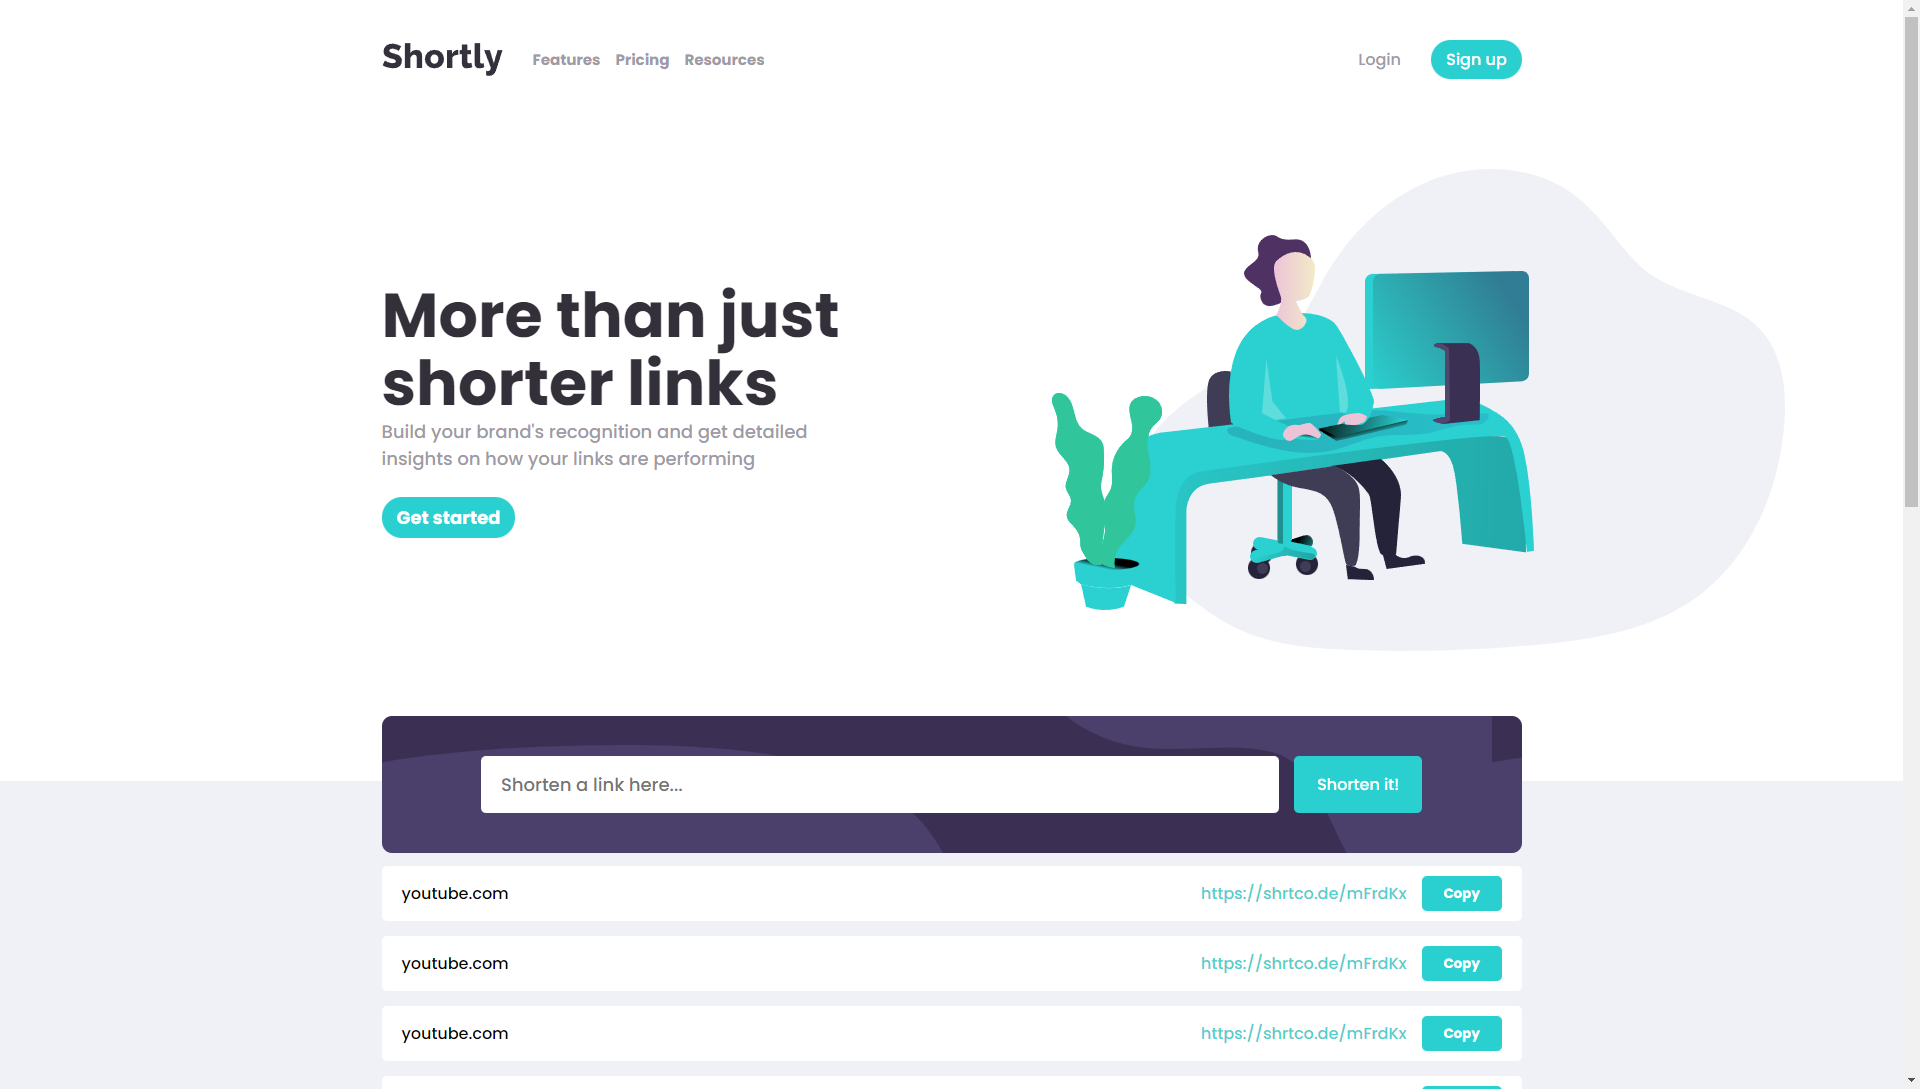 Shortly
Features Pricing Resources
Login
Sign up
More than just
shorter links
Build your brand's recognition and get detailed
insights on how your links are performing
Get started
Shorten a link here...
Shorten it!
youtube.com
https://shrtco.de/mFrdKx
Copy
youtube.com
https://shrtco.de/mFrdKx
Copy
youtube.com
https://shrtco.de/mFrdKx
Copy